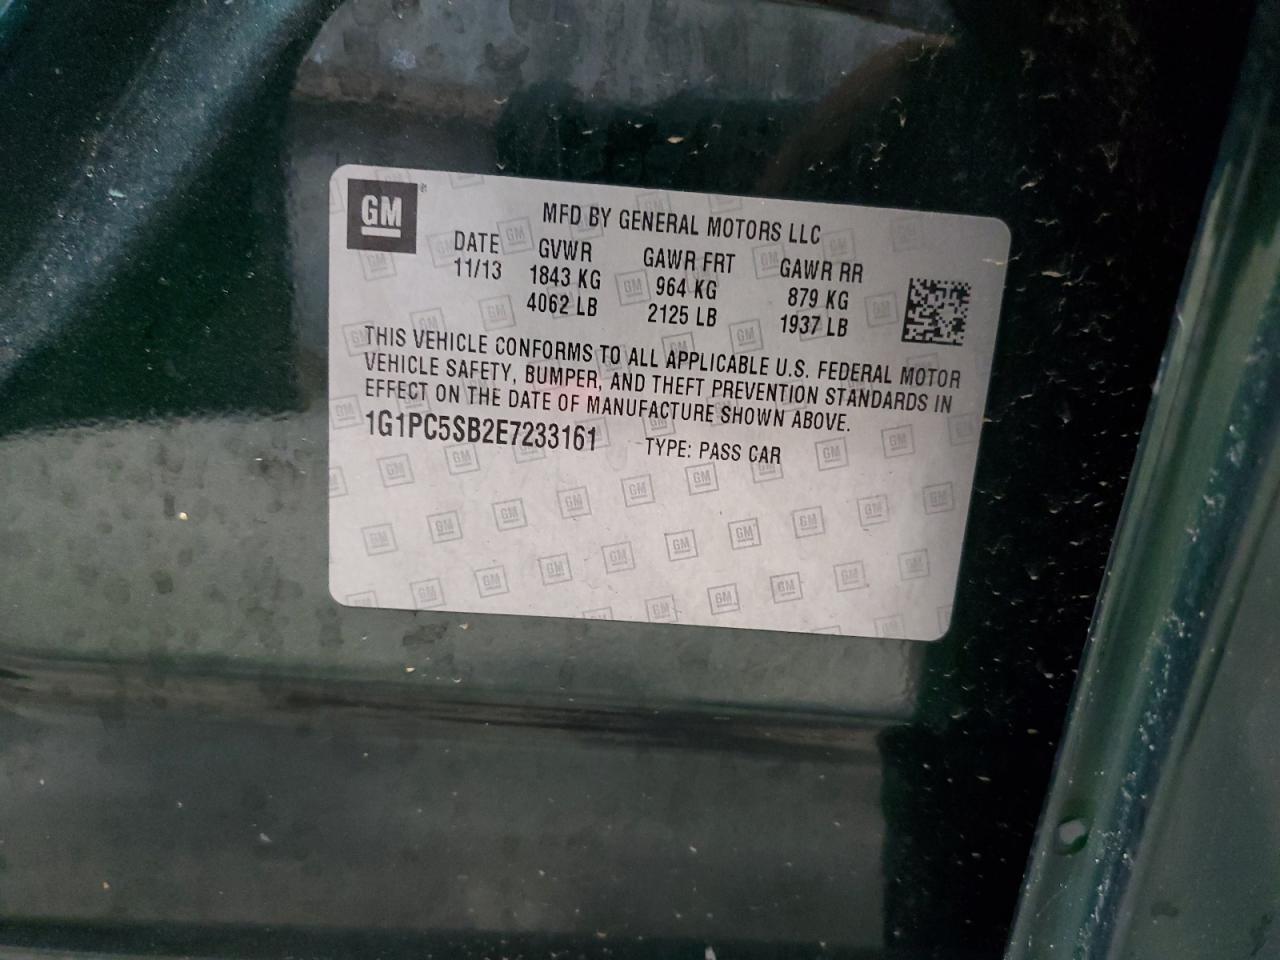 GM
MFD BY GENERAL MOTORS LLC
DATE GVWR GAWR FRT GAWR RR
11/13 1843 KG 964 KG 879 KG
4062 LB 2125 LB 1937 LB
THIS VEHICLE CONFORMS TO ALL APPLICABLE U.S. FEDERAL MOTOR
VEHICLE SAFETY, BUMPER, AND THEFT PREVENTION STANDARDS IN
EFFECT ON THE DATE OF MANUFACTURE SHOWN ABOVE.
1G1PC5SB2E7233161 TYPE: PASS CAR